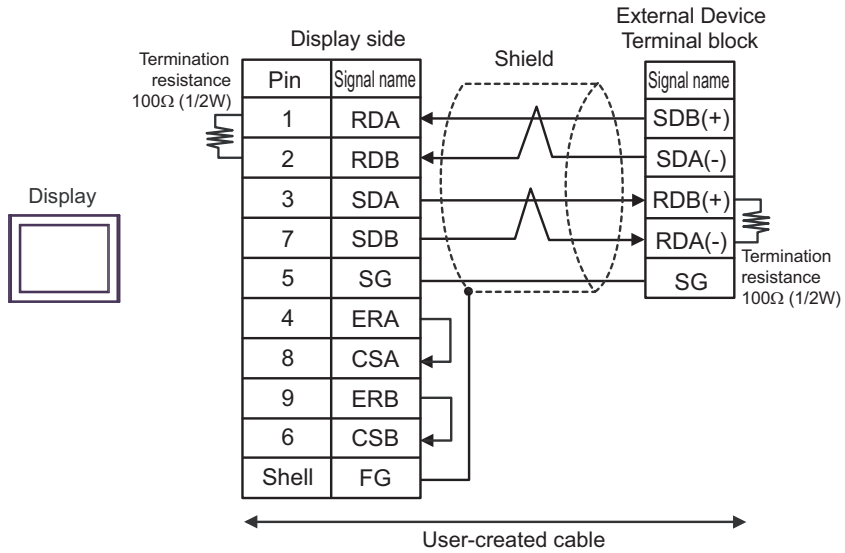 External Device
Terminal block
Display side
Shield
Termination
resistance
100Ω (1/2W)
Pin Signal name
Signal name
1 RDA
SDB(+)
2 RDB
SDA(-)
3 SDA
RDB(+)
7 SDB
RDA(-)
5 SG
SG
4 ERA
8 CSA
9 ERB
6 CSB
Shell FG
Display
Termination
resistance
100Ω (1/2W)
User-created cable